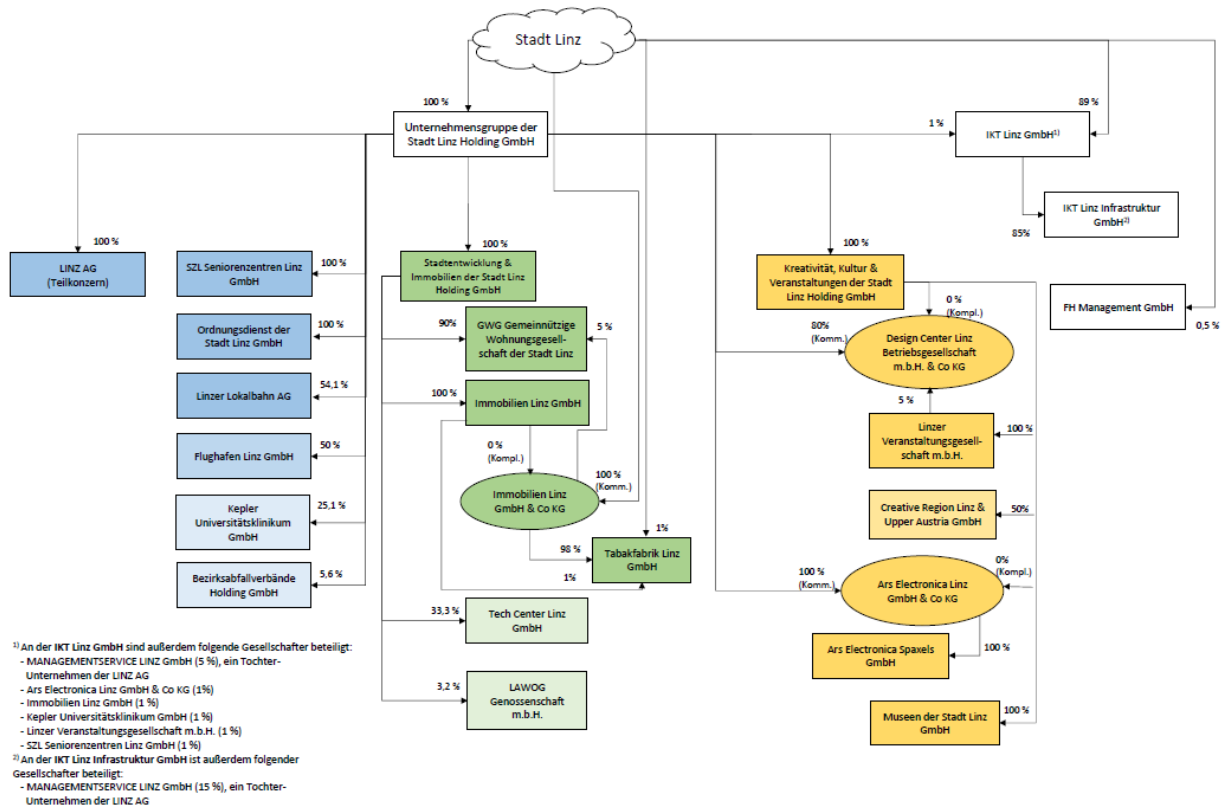 Stadt Linz
100 %
Unternehmensgruppe der
Stadt Linz Holding GmbH
89 %
1 %
IKT Linz GmbH¹⁾
IKT Linz Infrastruktur
GmbH²⁾
85%
FH Management GmbH
0,5 %
100 %
LINZ AG
(Teilkonzern)
SZL Seniorenzentren Linz
GmbH
100 %
Ordnungsdienst der
Stadt Linz GmbH
100 %
Linzer Lokalbahn AG
54,1 %
Flughafen Linz GmbH
50 %
Kepler
Universitätsklinikum
GmbH
25,1 %
Bezirksabfallverbände
Holding GmbH
5,6 %
100 %
Stadtentwicklung &
Immobilien der Stadt Linz
Holding GmbH
90%
GWG Gemeinnützige
Wohnungsgesell-
schaft der Stadt Linz
5 %
100 %
Immobilien Linz GmbH
0 %
(Kompl.)
100 %
(Komm.)
Immobilien Linz
GmbH & Co KG
98 %
1%
1%
Tabakfabrik Linz
GmbH
33,3 %
Tech Center Linz
GmbH
3,2 %
LAWOG
Genossenschaft
m.b.H.
100 %
Kreativität, Kultur &
Veranstaltungen der Stadt
Linz Holding GmbH
0 %
(Kompl.)
80%
(Komm.)
Design Center Linz
Betriebsgesellschaft
m.b.H. & Co KG
5 %
Linzer
Veranstaltungsgesell-
schaft m.b.H.
100 %
Creative Region Linz &
Upper Austria GmbH
50%
100 %
(Komm.)
Ars Electronica Linz
GmbH & Co KG
0%
(Kompl.)
Ars Electronica Spaxels
GmbH
100 %
Museen der Stadt Linz
GmbH
100 %
¹⁾ An der IKT Linz GmbH sind außerdem folgende Gesellschafter beteiligt:
- MANAGEMENTSERVICE LINZ GmbH (5 %), ein Tochter-
Unternehmen der LINZ AG
- Ars Electronica Linz GmbH & Co KG (1%)
- Immobilien Linz GmbH (1 %)
- Kepler Universitätsklinikum GmbH (1 %)
- Linzer Veranstaltungsgesellschaft m.b.H. (1 %)
- SZL Seniorenzentren Linz GmbH (1 %)
²⁾ An der IKT Linz Infrastruktur GmbH ist außerdem folgender
Gesellschafter beteiligt:
- MANAGEMENTSERVICE LINZ GmbH (15 %), ein Tochter-
Unternehmen der LINZ AG